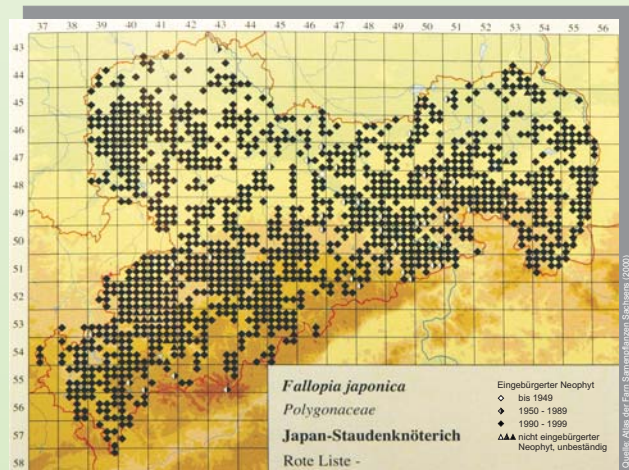 37 38 39 40 41 42 43 44 45 46 47 48 49 50 51 52 53 54 55 56
43
44
45
46
47
48
49
50
51
52
53
54
55
56
57
58
Fallopia japonica
Polygonaceae
Japan-Staudenknöterich
Rote Liste -
Eingebürgerter Neophyt
◇ bis 1949
⬗ 1950 - 1989
◆ 1990 - 1999
△▲▲ nicht eingebürgerter
Neophyt, unbeständig
Quelle: Atlas der Farn Samenpflanzen Sachsens (2000)